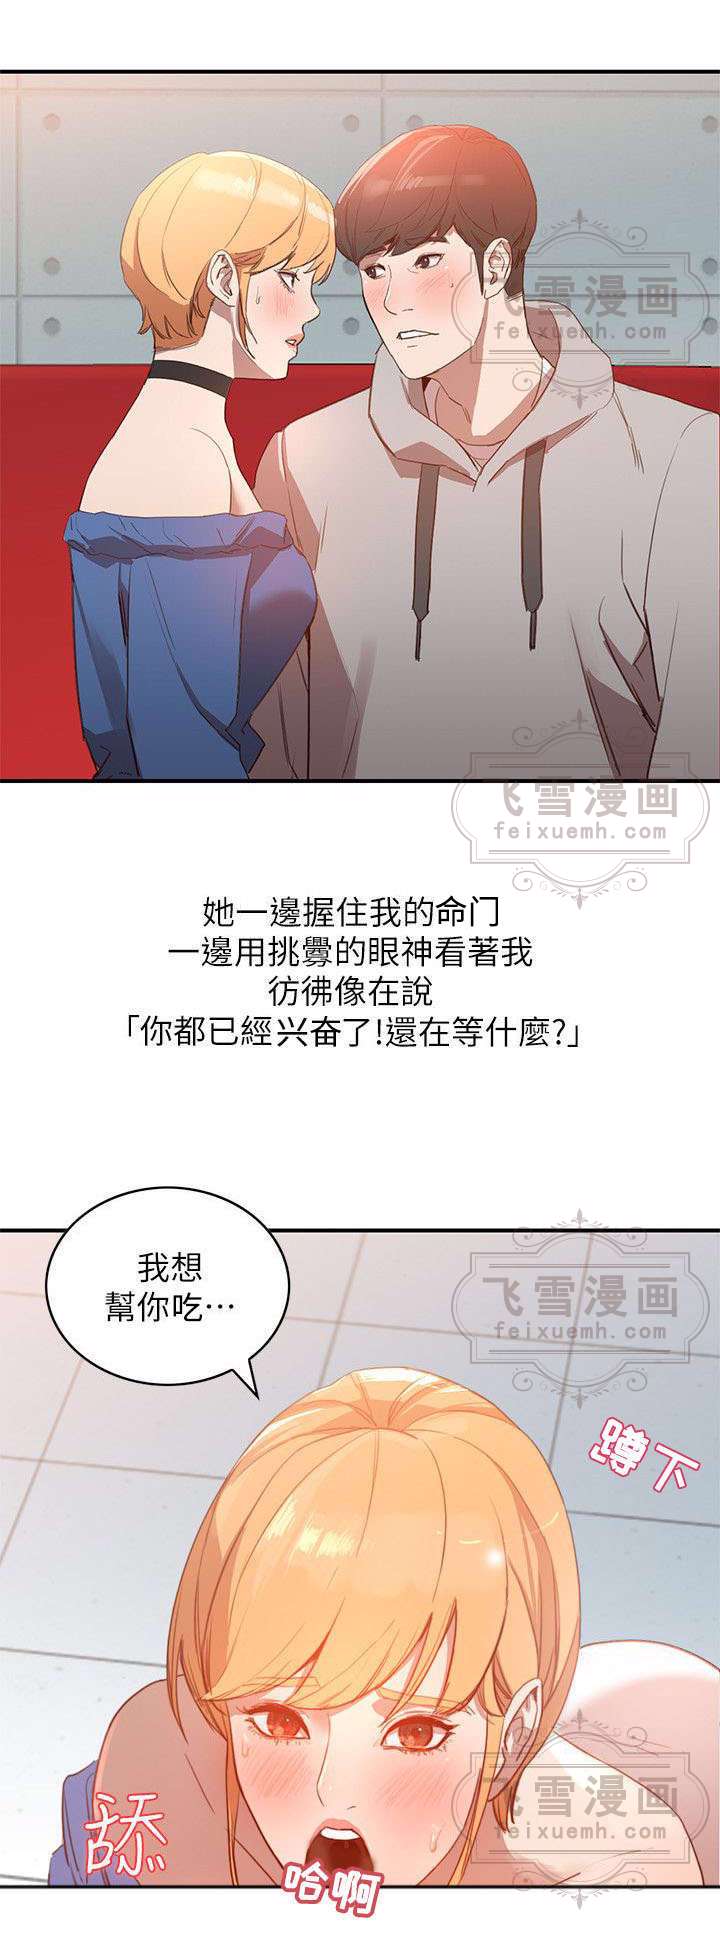 飞雪漫画
feixuemh.com
飞雪漫画
feixuemh.com
她一邊握住我的命门
一邊用挑釁的眼神看著我
彷彿像在說
「你都已經兴奋了!還在等什麼?」
我想
幫你吃…
飞雪漫画
feixuemh.com
蹲下
飞雪漫画
feixuemh.com
舔
哈啊